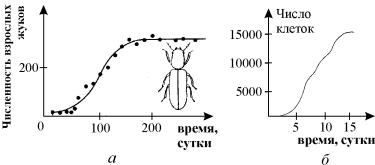 Численность взрослых
жуков
200
0
100
200
время,
сутки
а
Число
клеток
15000
10000
5000
5
10
15
время, сутки
б